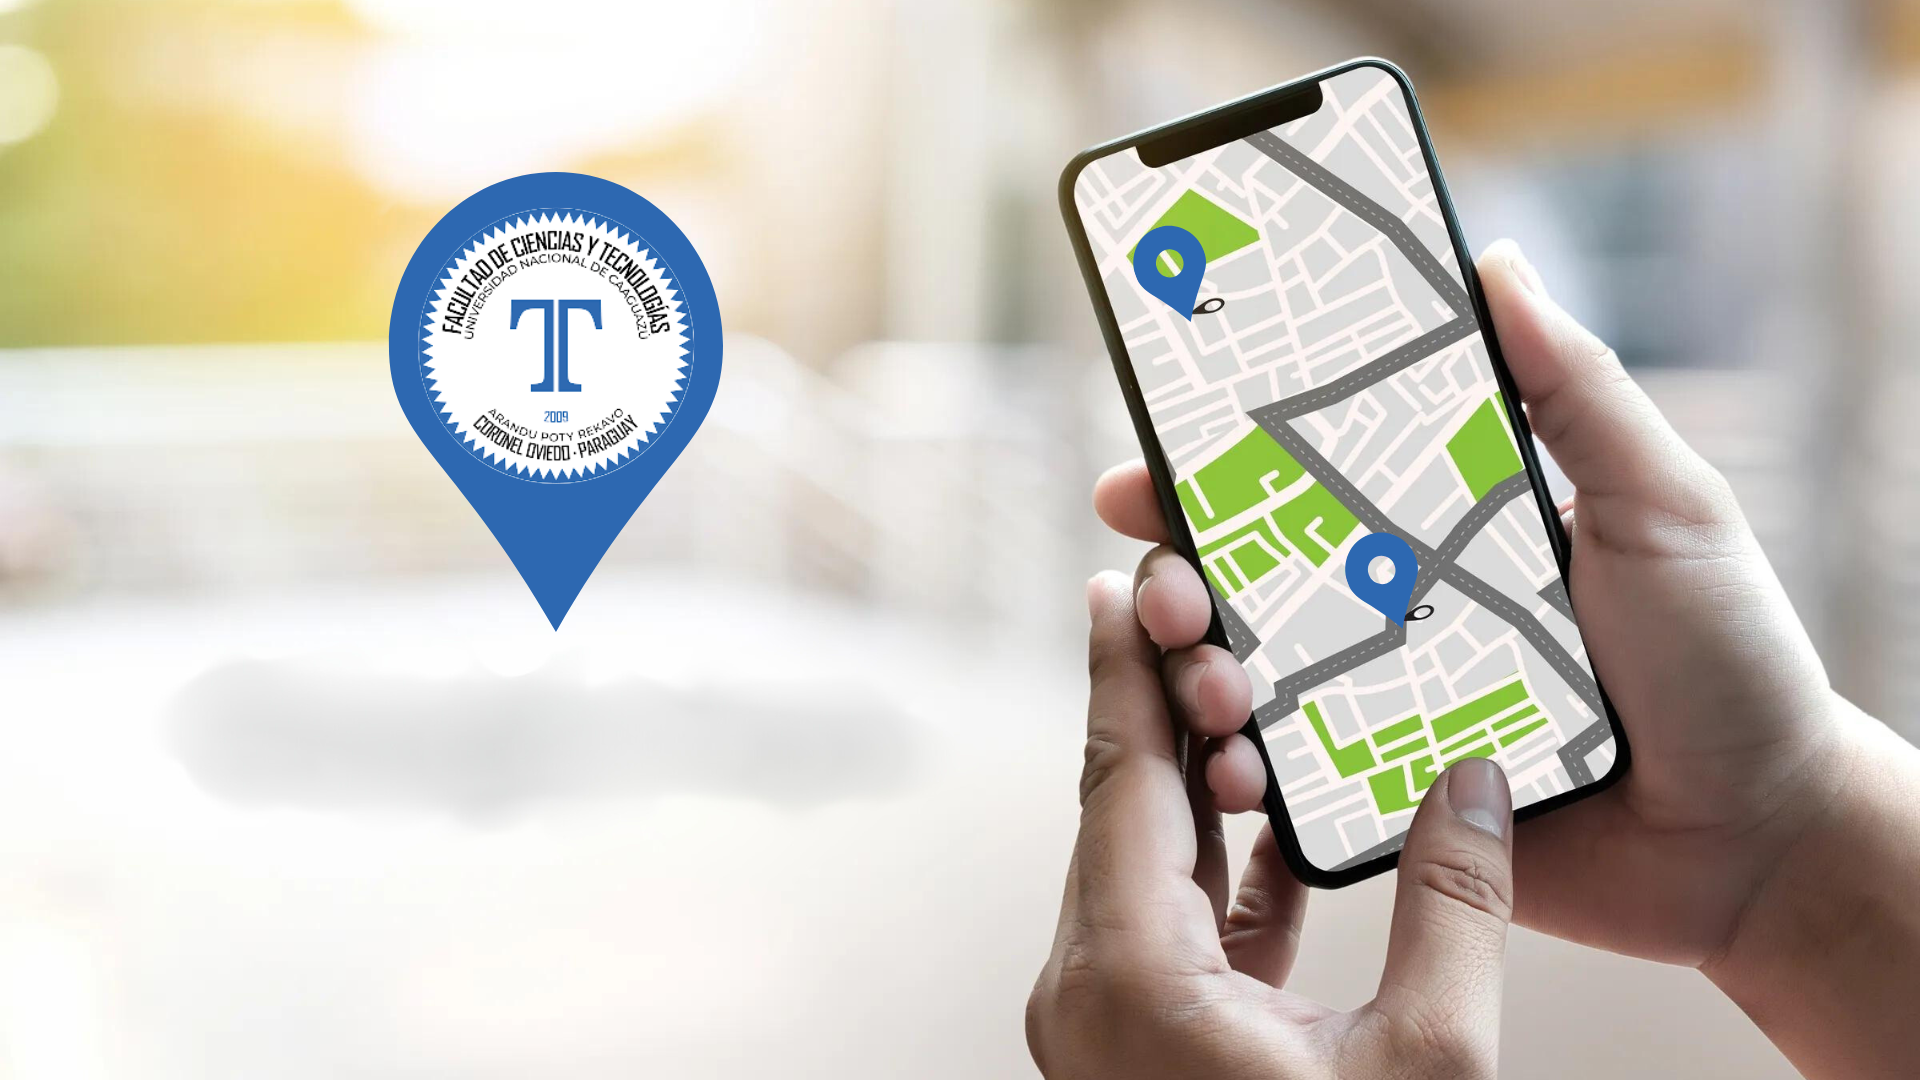 FACULTAD DE CIENCIAS Y TECNOLOGÍAS
UNIVERSIDAD NACIONAL DE CAAGUAZÚ
T
2009
ARANDU POTY REKAVO
CORONEL OVIEDO · PARAGUAY